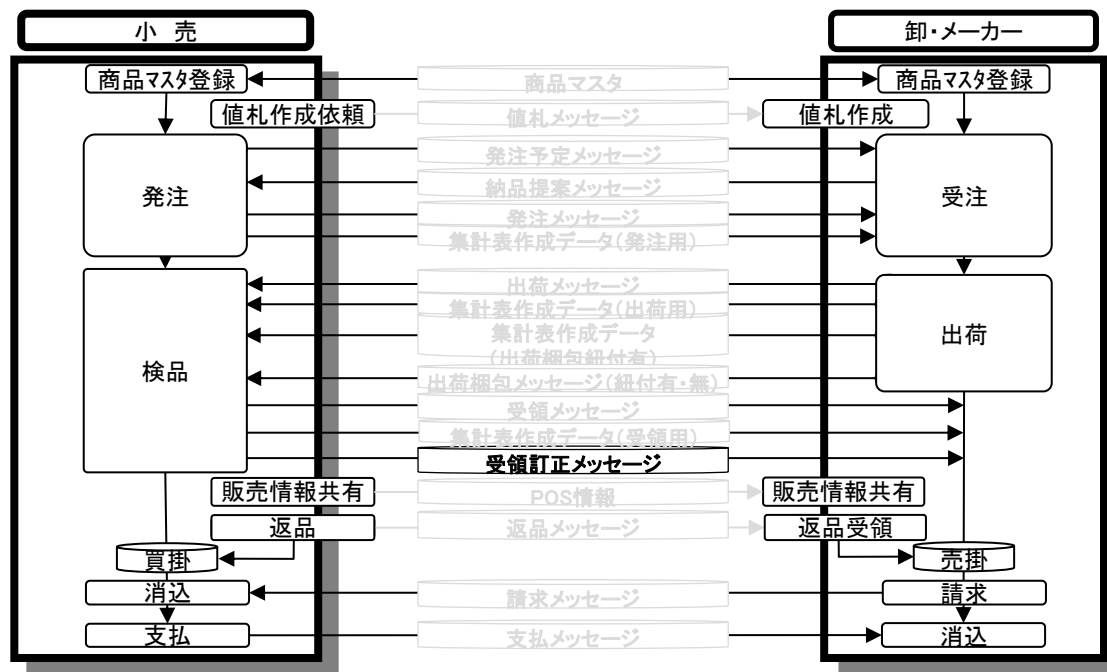 小 売
卸・メーカー
商品マスタ登録
商品マスタ
商品マスタ登録
値札作成依頼
値札メッセージ
値札作成
発注
発注予定メッセージ
納品提案メッセージ
発注メッセージ
集計表作成データ(発注用)
受注
検品
出荷メッセージ
集計表作成データ(出荷用)
集計表作成データ
(出荷梱包紐付有)
出荷梱包メッセージ(紐付有・無)
受領メッセージ
集計表作成データ(受領用)
受領訂正メッセージ
出荷
販売情報共有
POS情報
販売情報共有
返品
返品メッセージ
返品受領
買掛
売掛
消込
請求メッセージ
請求
支払
支払メッセージ
消込